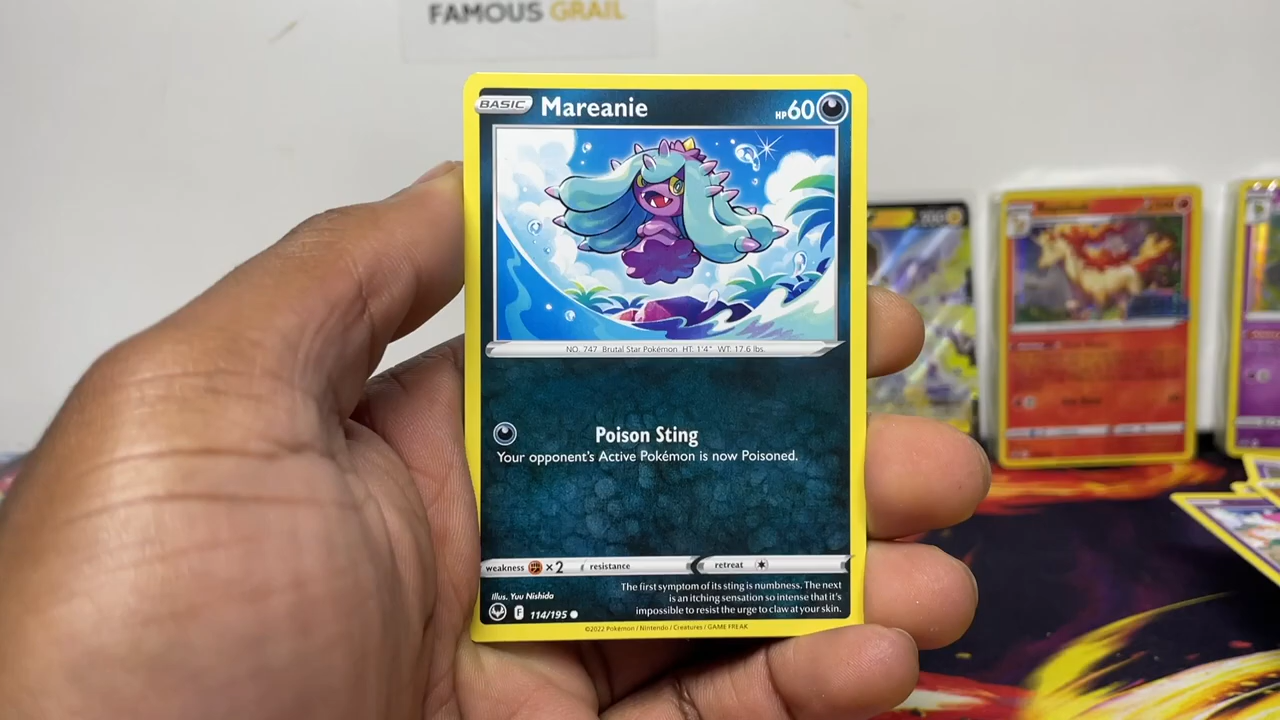 FAMOUS GRAIL
BASIC Mareanie HP60
NO. 747 Brutal Star Pokémon HT: 1'4" WT: 17.6 lbs.
Poison Sting
Your opponent's Active Pokémon is now Poisoned.
weakness ×2 resistance retreat
The first symptom of its sting is numbness. The next
is an itching sensation so intense that it's
impossible to resist the urge to claw at your skin.
Illus. Yuu Nishida
F 114/195
©2022 Pokémon / Nintendo / Creatures / GAME FREAK